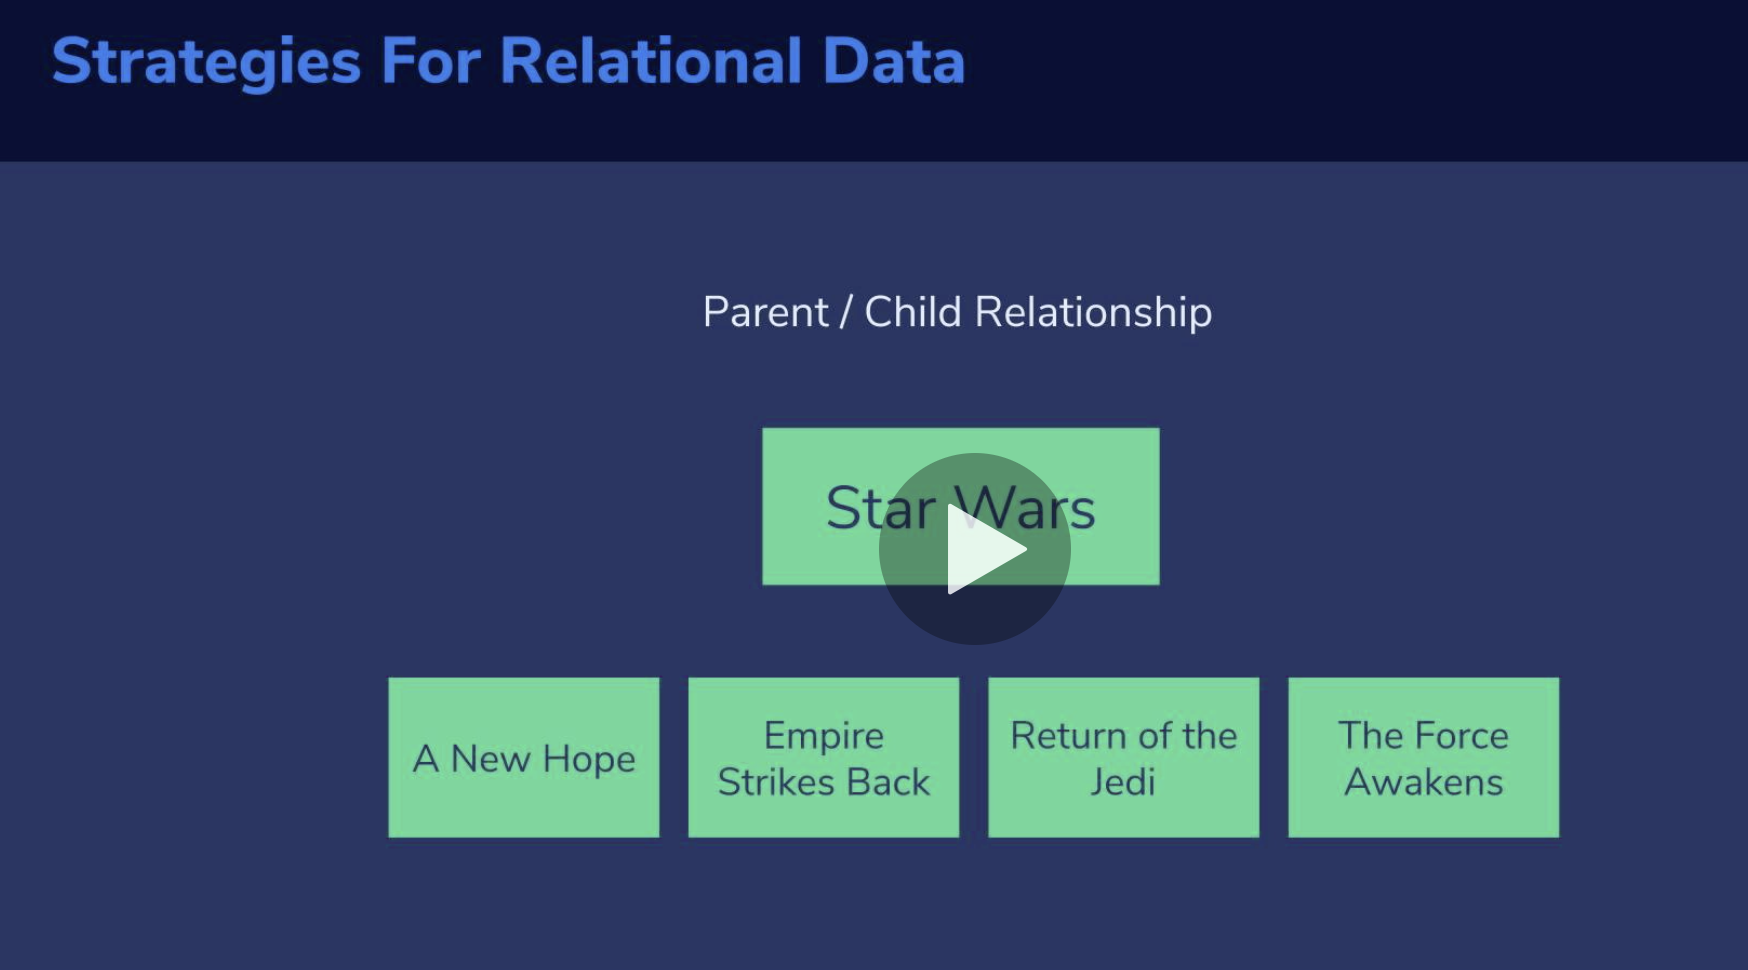 Strategies For Relational Data
Parent / Child Relationship
Star Wars
A New Hope
Empire
Strikes Back
Return of the
Jedi
The Force
Awakens